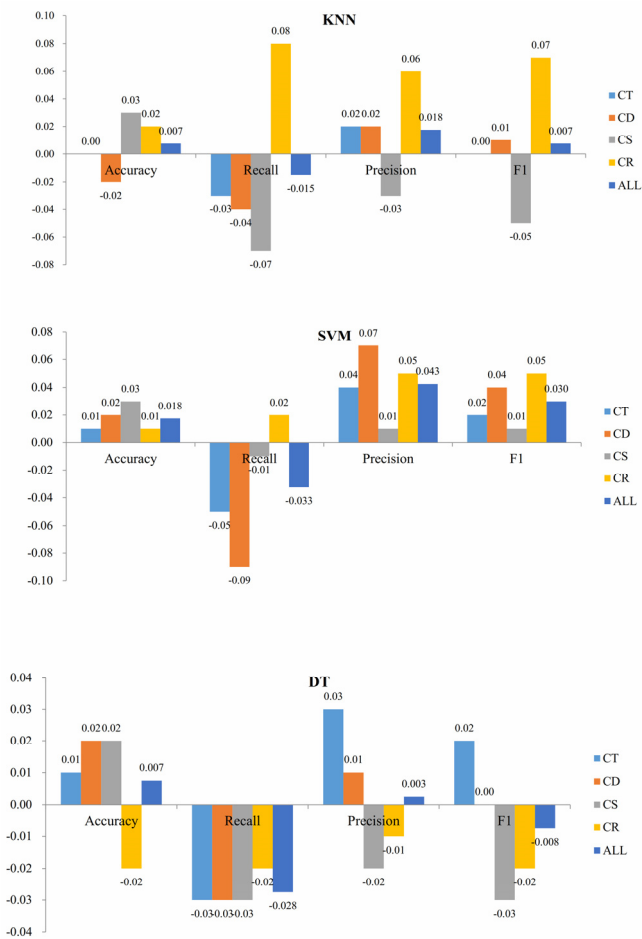 KNN
0.10
0.08
0.06
0.04
0.02
0.00
-0.02
-0.04
-0.06
-0.08
0.00 -0.02 0.03 0.02 0.007
-0.03 -0.04 -0.07 0.08 -0.015
0.02 0.02 -0.03 0.06 0.018
0.00 0.01 -0.05 0.07 0.007
Accuracy Recall Precision F1
CT
CD
CS
CR
ALL
SVM
0.08
0.06
0.04
0.02
0.00
-0.02
-0.04
-0.06
-0.08
-0.10
0.01 0.02 0.03 0.01 0.018
-0.05 -0.09 -0.01 0.02 -0.033
0.04 0.07 0.01 0.05 0.043
0.02 0.04 0.01 0.05 0.030
Accuracy Recall Precision F1
CT
CD
CS
CR
ALL
DT
0.04
0.03
0.02
0.01
0.00
-0.01
-0.02
-0.03
-0.04
0.01 0.02 0.02 -0.02 0.007
-0.03 -0.03 -0.03 -0.02 -0.028
0.03 0.01 -0.02 -0.01 0.003
0.02 0.00 -0.03 -0.02 -0.008
Accuracy Recall Precision F1
CT
CD
CS
CR
ALL